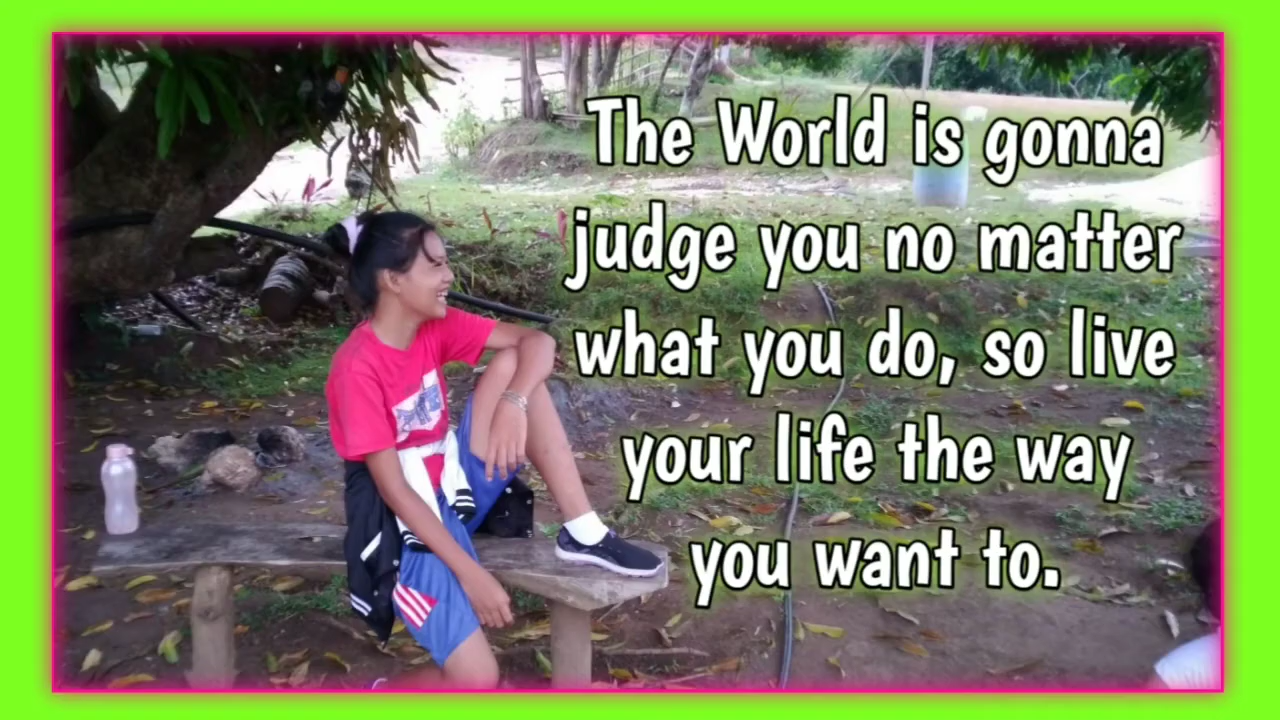 The World is gonna
judge you no matter
what you do, so live
your life the way
you want to.